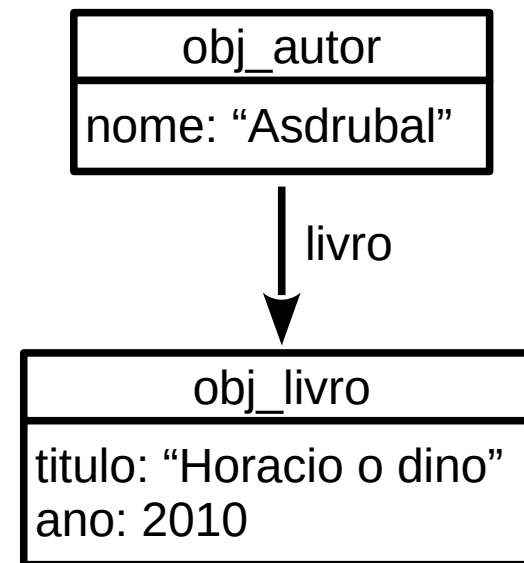 obj_autor
nome: “Asdrubal”
livro
obj_livro
titulo: “Horacio o dino”
ano: 2010